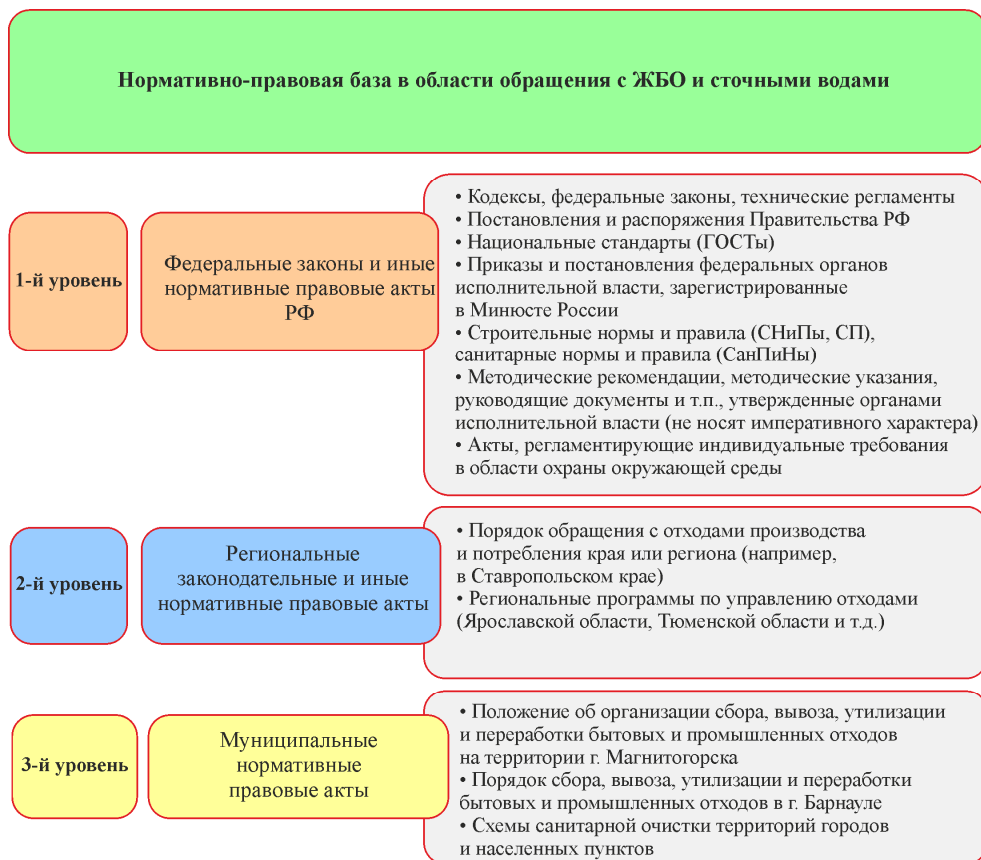 Нормативно-правовая база в области обращения с ЖБО и сточными водами
1-й уровень
Федеральные законы и иные
нормативные правовые акты
РФ
• Кодексы, федеральные законы, технические регламенты
• Постановления и распоряжения Правительства РФ
• Национальные стандарты (ГОСТы)
• Приказы и постановления федеральных органов
исполнительной власти, зарегистрированные
в Минюсте России
• Строительные нормы и правила (СНиПы, СП),
санитарные нормы и правила (СанПиНы)
• Методические рекомендации, методические указания,
руководящие документы и т.п., утвержденные органами
исполнительной власти (не носят императивного характера)
• Акты, регламентирующие индивидуальные требования
в области охраны окружающей среды
2-й уровень
Региональные
законодательные и иные
нормативные правовые акты
• Порядок обращения с отходами производства
и потребления края или региона (например,
в Ставропольском крае)
• Региональные программы по управлению отходами
(Ярославской области, Тюменской области и т.д.)
3-й уровень
Муниципальные
нормативные
правовые акты
• Положение об организации сбора, вывоза, утилизации
и переработки бытовых и промышленных отходов
на территории г. Магнитогорска
• Порядок сбора, вывоза, утилизации и переработки
бытовых и промышленных отходов в г. Барнауле
• Схемы санитарной очистки территорий городов
и населенных пунктов